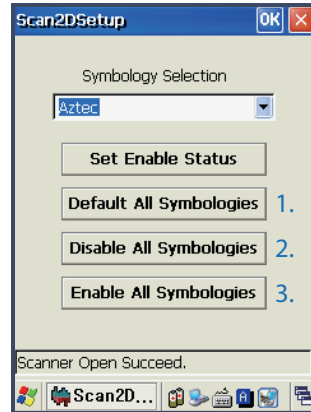 Scan2DSetup OK
Symbology Selection
Aztec
Set Enable Status
Default All Symbologies 1.
Disable All Symbologies 2.
Enable All Symbologies 3.
Scanner Open Succeed.
Scan2D... A